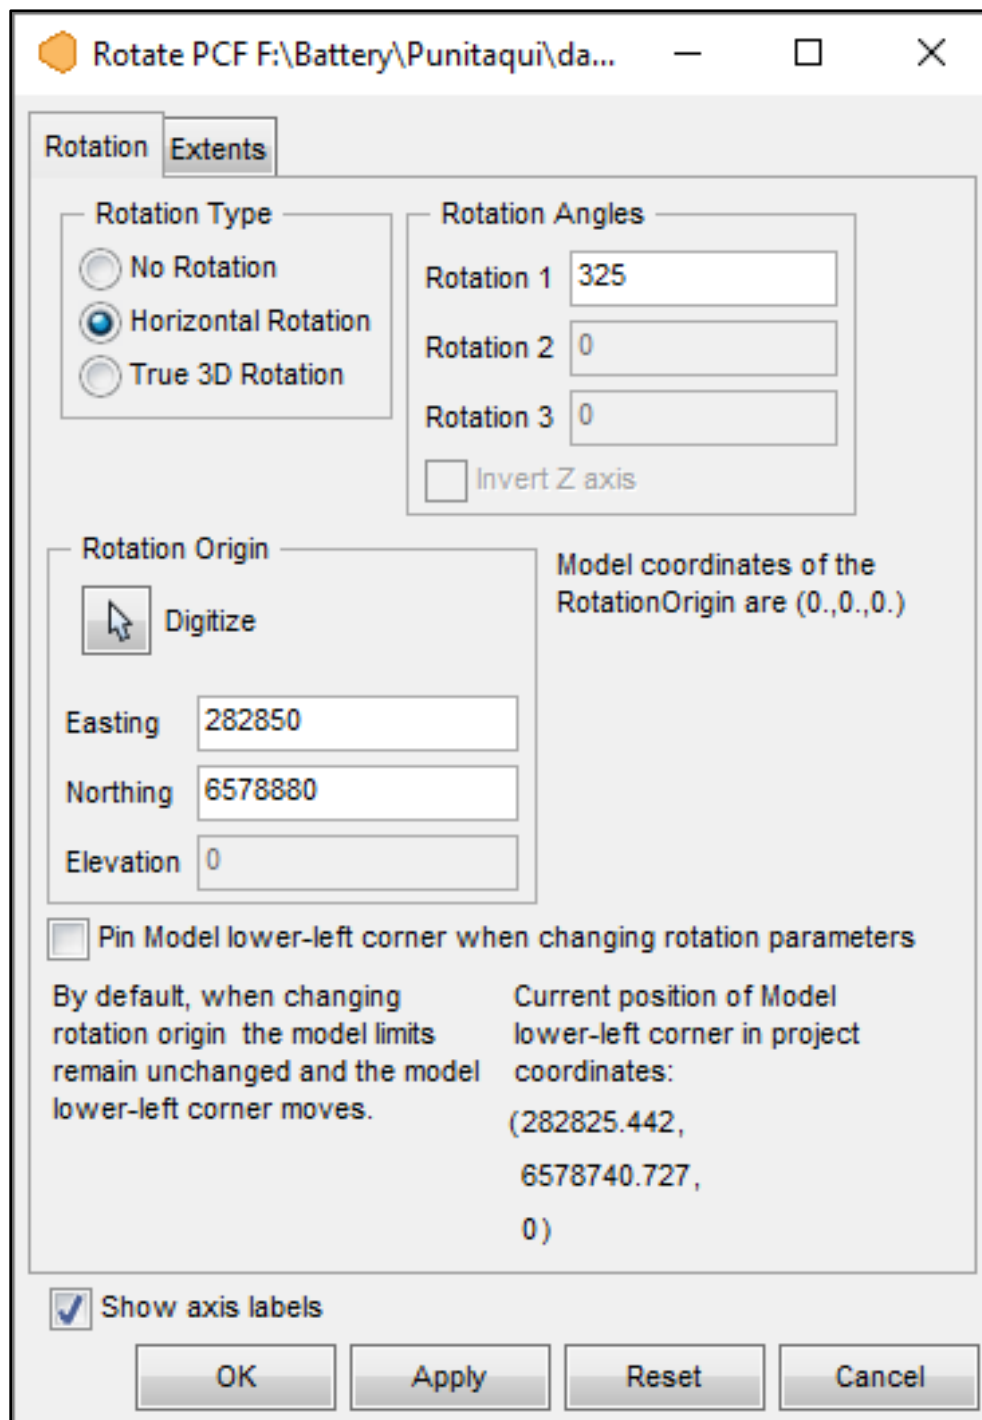 Rotate PCF F:\Battery\Punitaqui\da...
Rotation Extents
Rotation Type
No Rotation
Horizontal Rotation
True 3D Rotation
Rotation Angles
Rotation 1 325
Rotation 2 0
Rotation 3 0
Invert Z axis
Rotation Origin
Digitize
Easting 282850
Northing 6578880
Elevation 0
Model coordinates of the
RotationOrigin are (0.,0.,0.)
Pin Model lower-left corner when changing rotation parameters
By default, when changing
rotation origin the model limits
remain unchanged and the model
lower-left corner moves.
Current position of Model
lower-left corner in project
coordinates:
(282825.442,
6578740.727,
0)
Show axis labels
OK Apply Reset Cancel